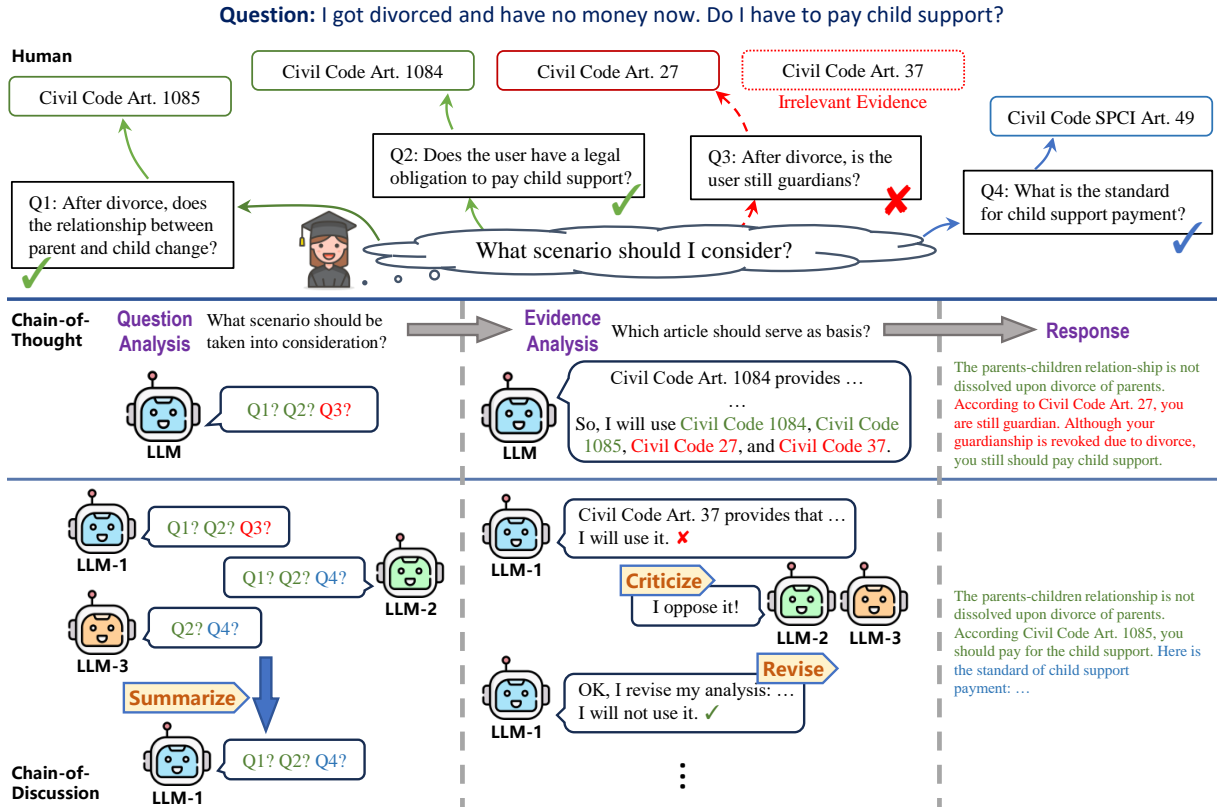 Question: I got divorced and have no money now. Do I have to pay child support?
Human
Civil Code Art. 1085
Civil Code Art. 1084
Civil Code Art. 27
Civil Code Art. 37
Irrelevant Evidence
Civil Code SPCI Art. 49
Q1: After divorce, does
the relationship between
parent and child change?
Q2: Does the user have a legal
obligation to pay child support?
Q3: After divorce, is the
user still guardians?
Q4: What is the standard
for child support payment?
What scenario should I consider?
Chain-of-
Thought
Question
Analysis
What scenario should be
taken into consideration?
Evidence
Analysis
Which article should serve as basis?
Response
LLM
Q1? Q2? Q3?
LLM
Civil Code Art. 1084 provides …
…
So, I will use Civil Code 1084, Civil Code
1085, Civil Code 27, and Civil Code 37.
The parents-children relation-ship is not
dissolved upon divorce of parents.
According to Civil Code Art. 27, you
are still guardian. Although your
guardianship is revoked due to divorce,
you still should pay child support.
LLM-1
Q1? Q2? Q3?
Q1? Q2? Q4?
LLM-2
LLM-3
Q2? Q4?
Summarize
LLM-1
Q1? Q2? Q4?
Chain-of-
Discussion
LLM-1
Civil Code Art. 37 provides that …
I will use it. ✘
Criticize
I oppose it!
LLM-2
LLM-3
Revise
LLM-1
OK, I revise my analysis: …
I will not use it. ✓
The parents-children relationship is not
dissolved upon divorce of parents.
According Civil Code Art. 1085, you
should pay for the child support. Here is
the standard of child support
payment: …